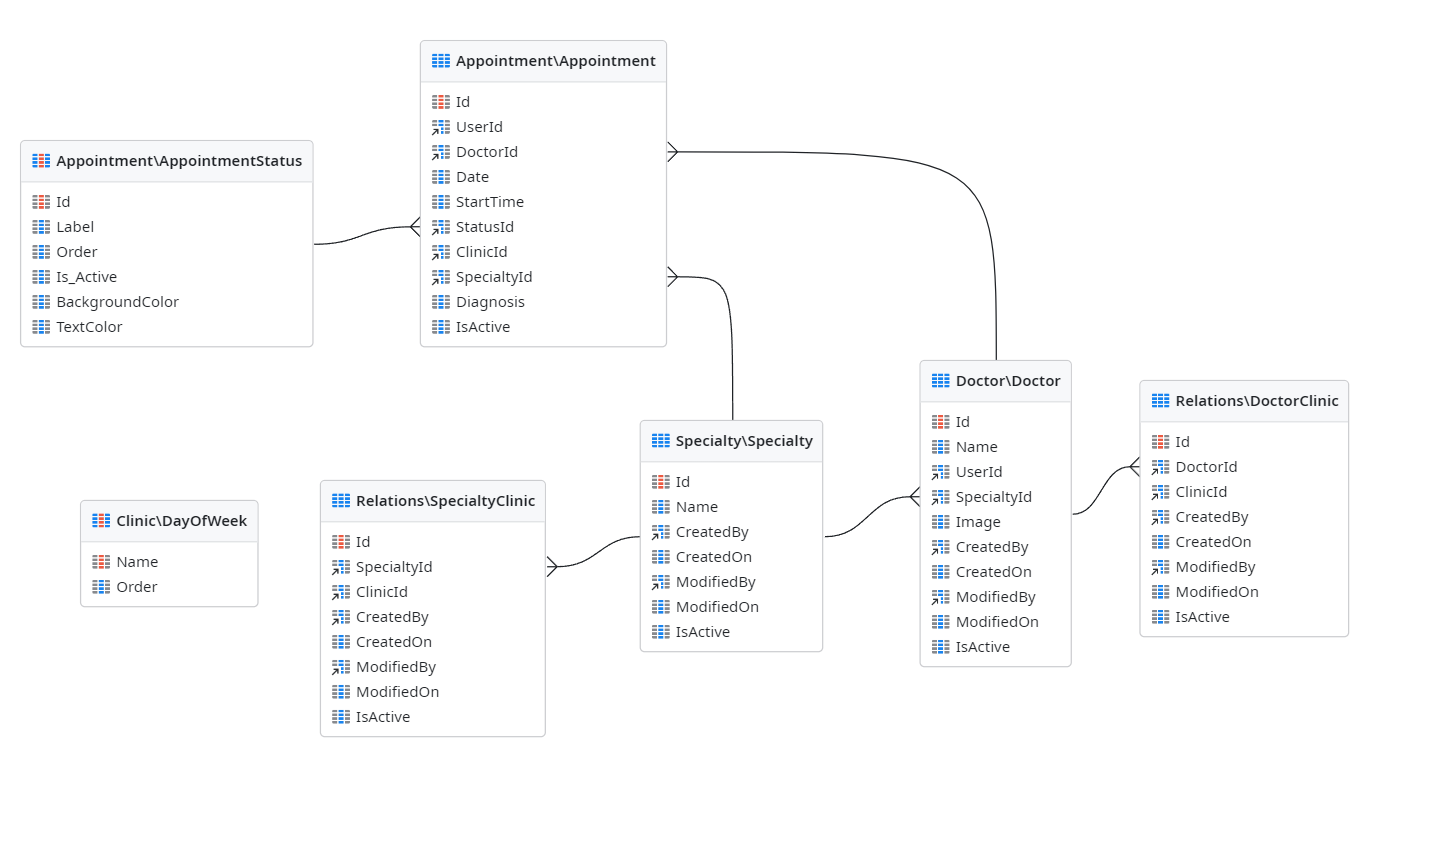 Appointment\Appointment
Id
UserId
DoctorId
Date
StartTime
StatusId
ClinicId
SpecialtyId
Diagnosis
IsActive
Appointment\AppointmentStatus
Id
Label
Order
Is_Active
BackgroundColor
TextColor
Doctor\Doctor
Id
Name
UserId
SpecialtyId
Image
CreatedBy
CreatedOn
ModifiedBy
ModifiedOn
IsActive
Relations\DoctorClinic
Id
DoctorId
ClinicId
CreatedBy
CreatedOn
ModifiedBy
ModifiedOn
IsActive
Specialty\Specialty
Id
Name
CreatedBy
CreatedOn
ModifiedBy
ModifiedOn
IsActive
Relations\SpecialtyClinic
Id
SpecialtyId
ClinicId
CreatedBy
CreatedOn
ModifiedBy
ModifiedOn
IsActive
Clinic\DayOfWeek
Name
Order